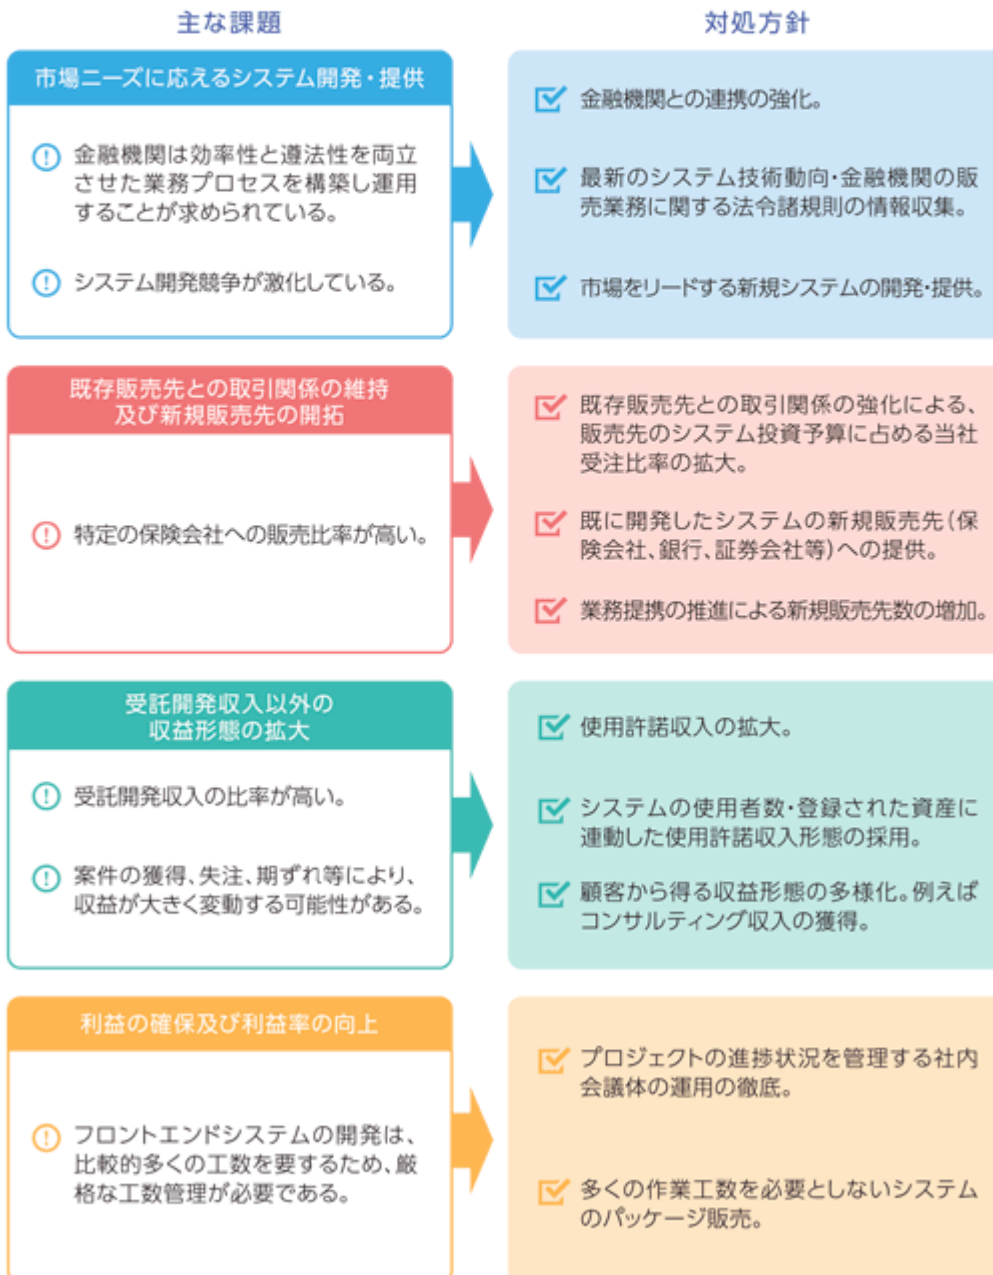 主な課題
対処方針
市場ニーズに応えるシステム開発・提供
金融機関は効率性と遵法性を両立
させた業務プロセスを構築し運用
することが求められている。
システム開発競争が激化している。
金融機関との連携の強化。
最新のシステム技術動向・金融機関の販
売業務に関する法令諸規則の情報収集。
市場をリードする新規システムの開発・提供。
既存販売先との取引関係の維持
及び新規販売先の開拓
特定の保険会社への販売比率が高い。
既存販売先との取引関係の強化による、
販売先のシステム投資予算に占める当社
受注比率の拡大。
既に開発したシステムの新規販売先(保
険会社、銀行、証券会社等)への提供。
業務提携の推進による新規販売先数の増加。
受託開発収入以外の
収益形態の拡大
受託開発収入の比率が高い。
案件の獲得、失注、期ずれ等により、
収益が大きく変動する可能性がある。
使用許諾収入の拡大。
システムの使用者数・登録された資産に
連動した使用許諾収入形態の採用。
顧客から得る収益形態の多様化。例えば
コンサルティング収入の獲得。
利益の確保及び利益率の向上
フロントエンドシステムの開発は、
比較的多くの工数を要するため、厳
格な工数管理が必要である。
プロジェクトの進捗状況を管理する社内
会議体の運用の徹底。
多くの作業工数を必要としないシステム
のパッケージ販売。